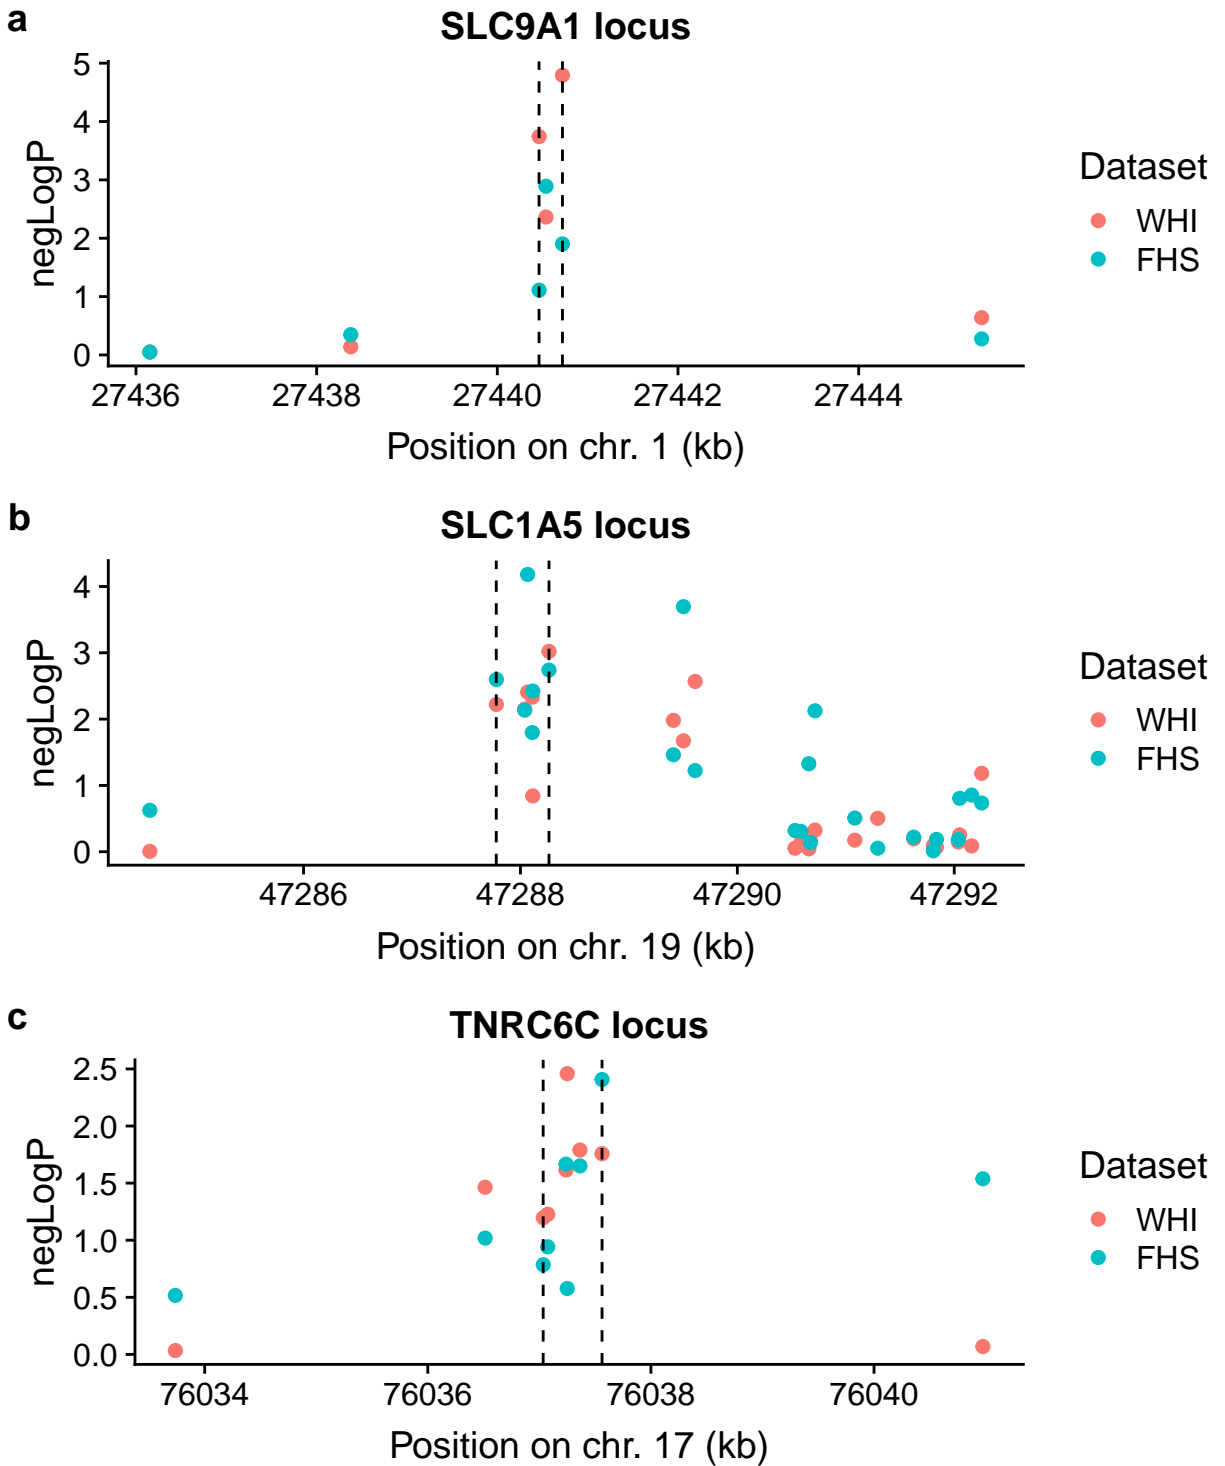 a
SLC9A1 locus
5
4
3
2
1
0
negLogP
27436 27438 27440 27442 27444
Position on chr. 1 (kb)
Dataset
WHI
FHS
b
SLC1A5 locus
4
3
2
1
0
negLogP
47286 47288 47290 47292
Position on chr. 19 (kb)
Dataset
WHI
FHS
c
TNRC6C locus
2.5
2.0
1.5
1.0
0.5
0.0
negLogP
76034 76036 76038 76040
Position on chr. 17 (kb)
Dataset
WHI
FHS